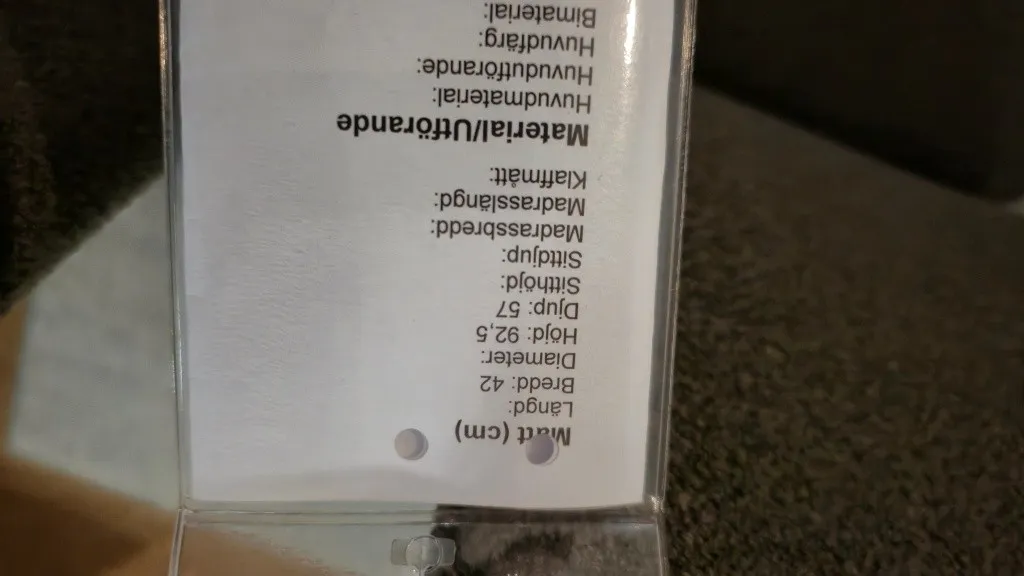 Mått (cm)
Längd:
Bredd: 42
Diameter:
Höjd: 92,5
Djup: 57
Sitthöjd:
Sittdjup:
Madrassbredd:
Madrasslängd:
Klaffmått:
Material/Utförande
Huvudmaterial:
Huvudutförande:
Huvudfärg:
Bimaterial: